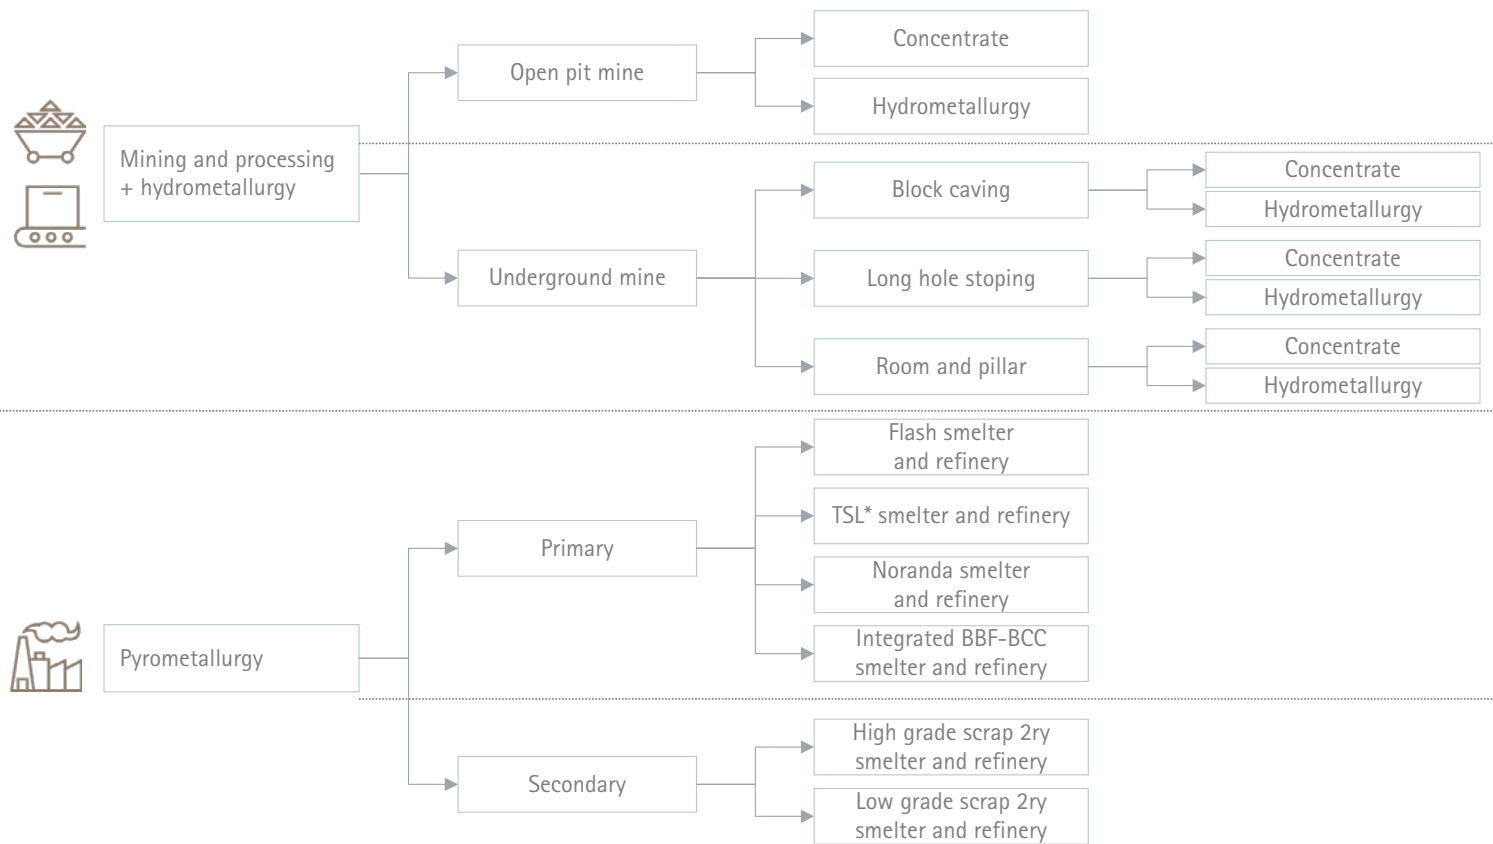 Mining and processing
+ hydrometallurgy
Open pit mine
Concentrate
Hydrometallurgy
Underground mine
Block caving
Concentrate
Hydrometallurgy
Long hole stoping
Concentrate
Hydrometallurgy
Room and pillar
Concentrate
Hydrometallurgy
Pyrometallurgy
Primary
Flash smelter
and refinery
TSL* smelter and refinery
Noranda smelter
and refinery
Integrated BBF-BCC
smelter and refinery
Secondary
High grade scrap 2ry
smelter and refinery
Low grade scrap 2ry
smelter and refinery